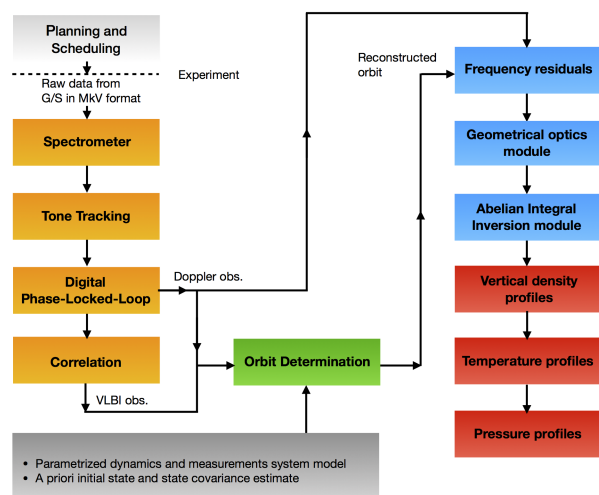 Planning and
Scheduling
Experiment
Raw data from
G/S in MkV format
Spectrometer
Tone Tracking
Digital
Phase-Locked-Loop
Doppler obs.
Correlation
VLBI obs.
Orbit Determination
• Parametrized dynamics and measurements system model
• A priori initial state and state covariance estimate
Reconstructed
orbit
Frequency residuals
Geometrical optics
module
Abelian Integral
Inversion module
Vertical density
profiles
Temperature profiles
Pressure profiles